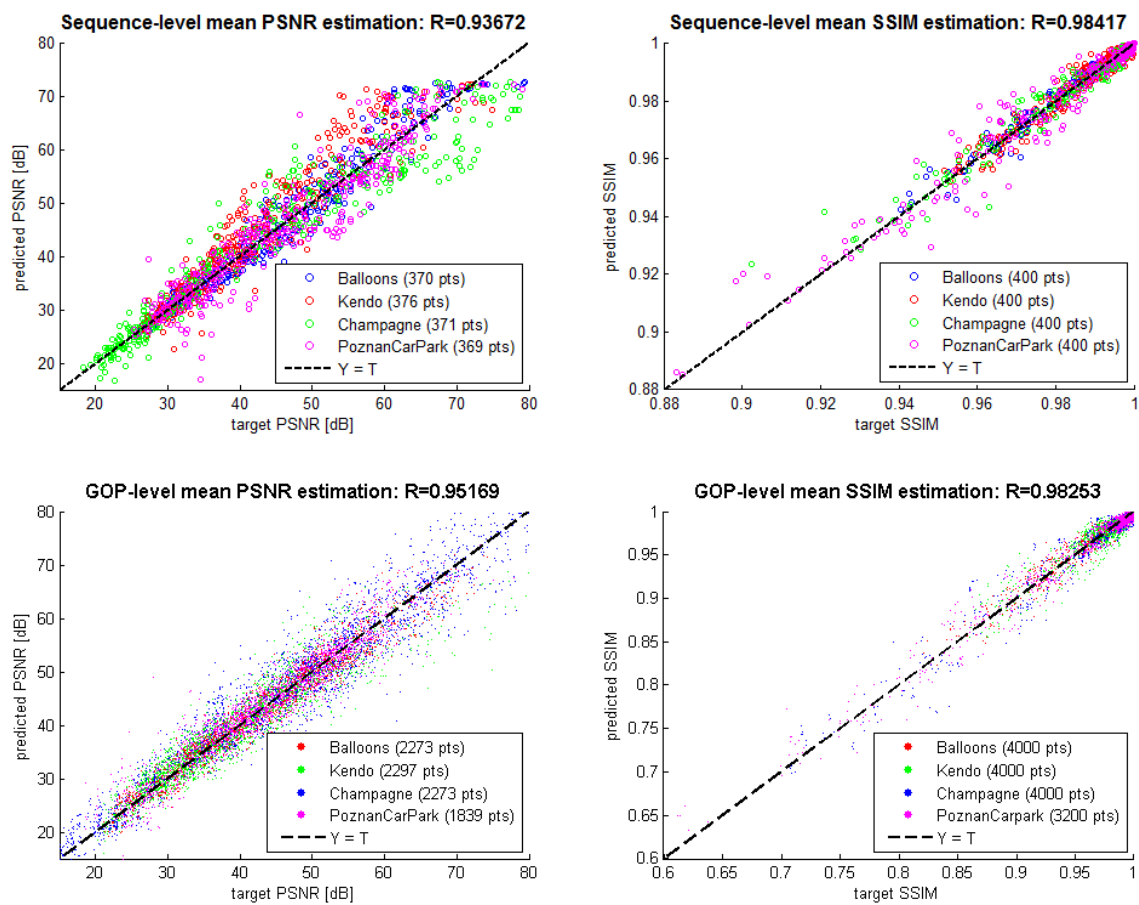 Sequence-level mean PSNR estimation: R=0.93672
80
70
60
50
40
30
20
predicted PSNR [dB]
Balloons (370 pts)
Kendo (376 pts)
Champagne (371 pts)
PoznanCarPark (369 pts)
Y = T
20 30 40 50 60 70 80
target PSNR [dB]
Sequence-level mean SSIM estimation: R=0.98417
1
0.98
0.96
0.94
0.92
0.9
0.88
predicted SSIM
Balloons (400 pts)
Kendo (400 pts)
Champagne (400 pts)
PoznanCarPark (400 pts)
Y = T
0.88 0.9 0.92 0.94 0.96 0.98 1
target SSIM
GOP-level mean PSNR estimation: R=0.95169
80
70
60
50
40
30
20
predicted PSNR [dB]
Balloons (2273 pts)
Kendo (2297 pts)
Champagne (2273 pts)
PoznanCarPark (1839 pts)
Y = T
20 30 40 50 60 70 80
target PSNR [dB]
GOP-level mean SSIM estimation: R=0.98253
1
0.95
0.9
0.85
0.8
0.75
0.7
0.65
0.6
predicted SSIM
Balloons (4000 pts)
Kendo (4000 pts)
Champagne (4000 pts)
PoznanCarpark (3200 pts)
Y = T
0.6 0.65 0.7 0.75 0.8 0.85 0.9 0.95 1
target SSIM